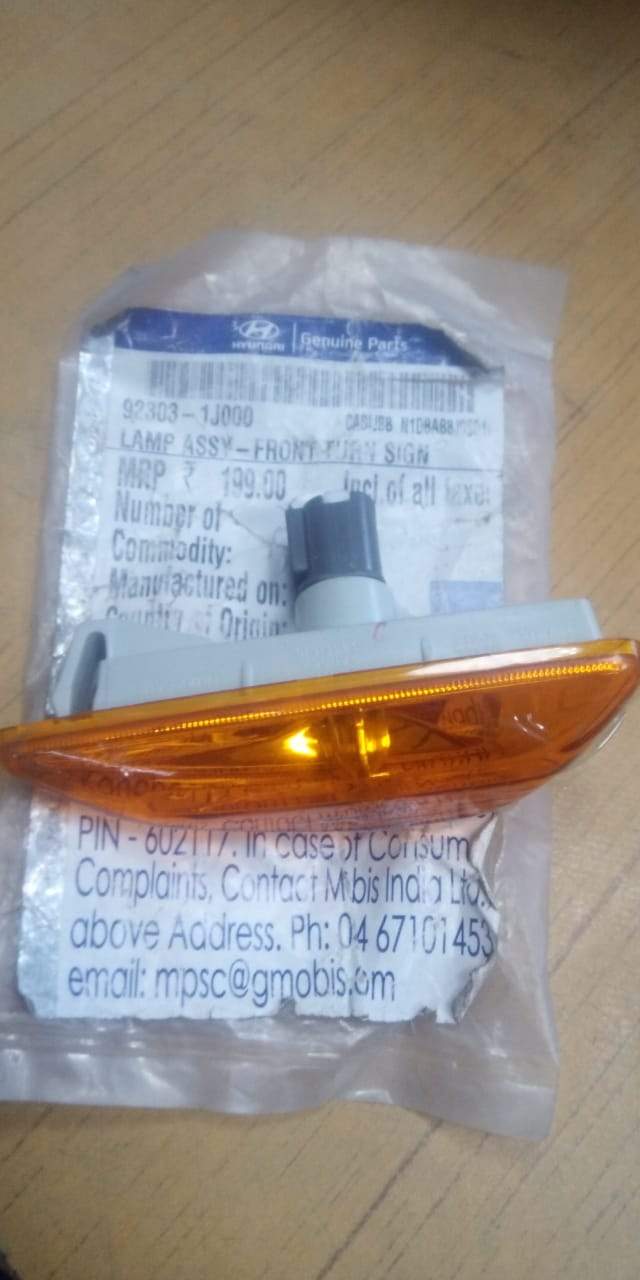 HYUNDAI | Genuine Parts
92303-1J000
LAMP ASSY-FRONT TURN SIGN
MRP ₹ 199.00 Incl.of all taxe
Number of
Commodity:
Manufactured on:
Country of Origin:
PIN - 602117. In case of Consum
Complaints, Contact Mobis India Ltd.
above Address. Ph: 04 67101453
email: mpsc@gmobis.com